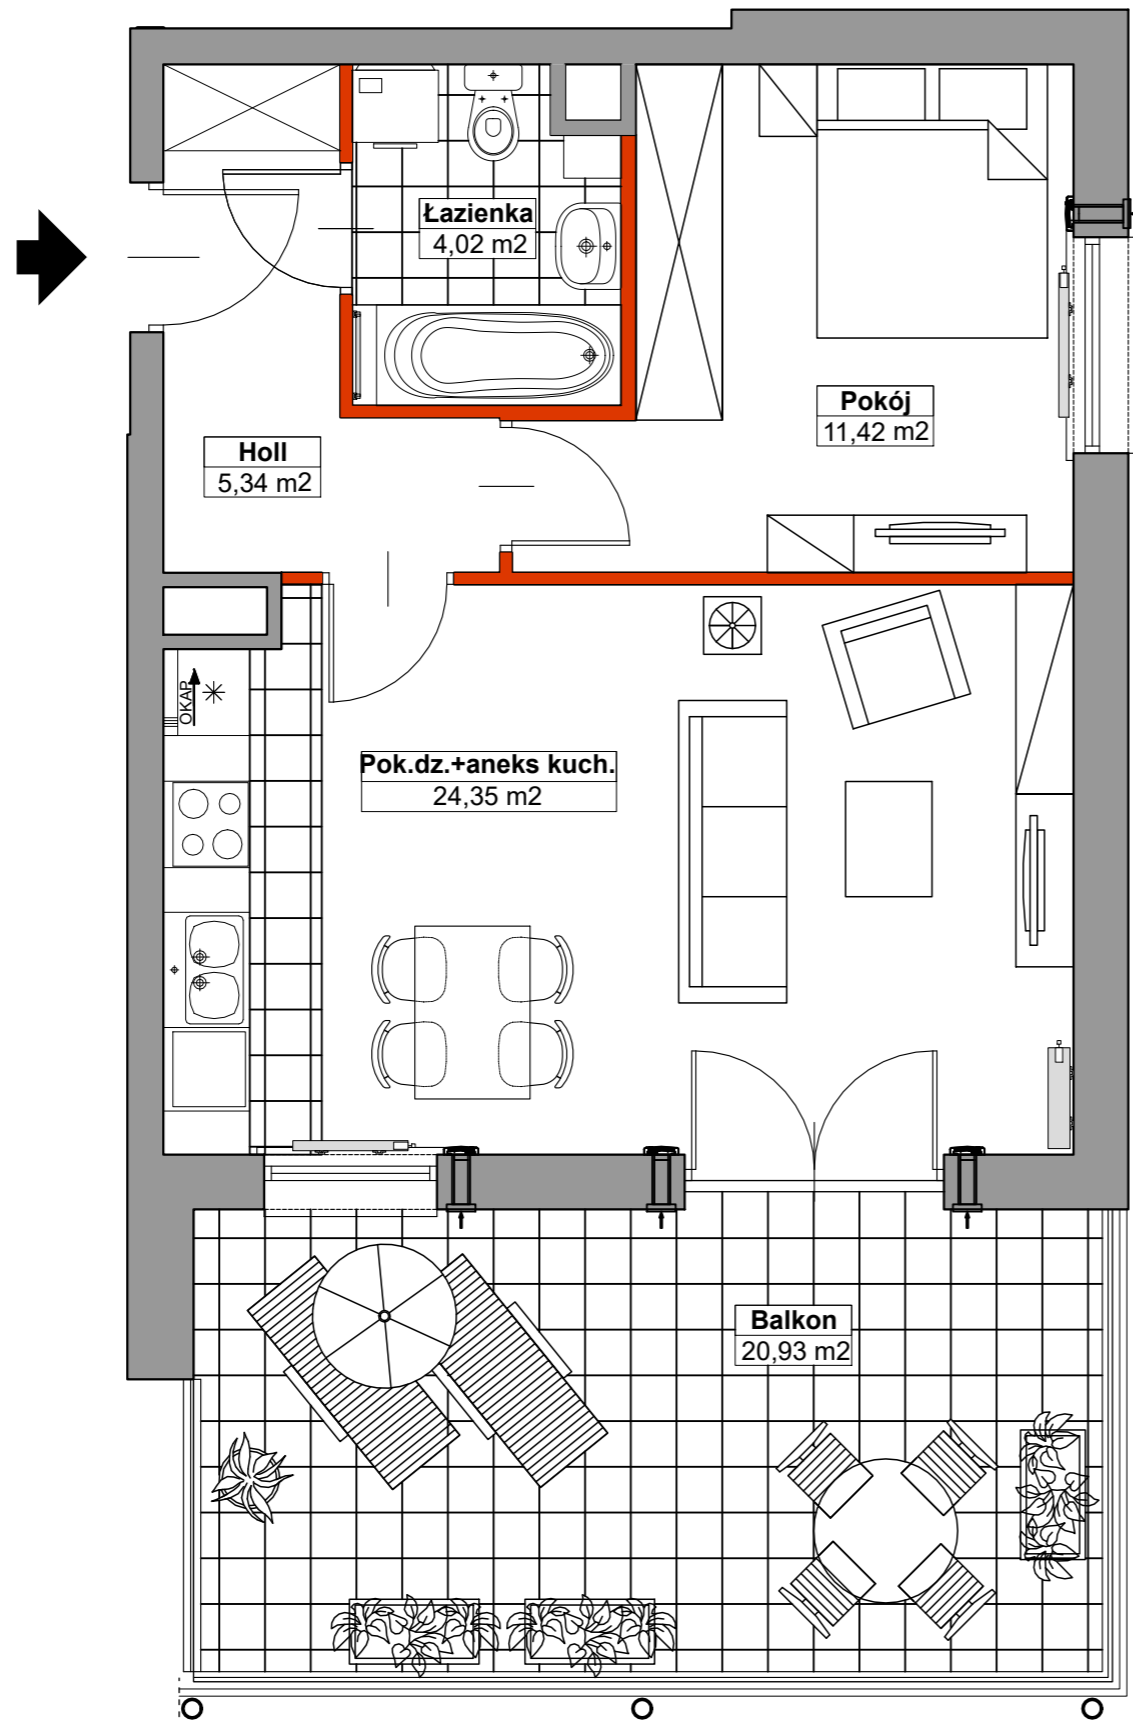 Łazienka
4,02 m2
Pokój
11,42 m2
Holl
5,34 m2
OKAP
Pok.dz.+aneks kuch.
24,35 m2
Balkon
20,93 m2